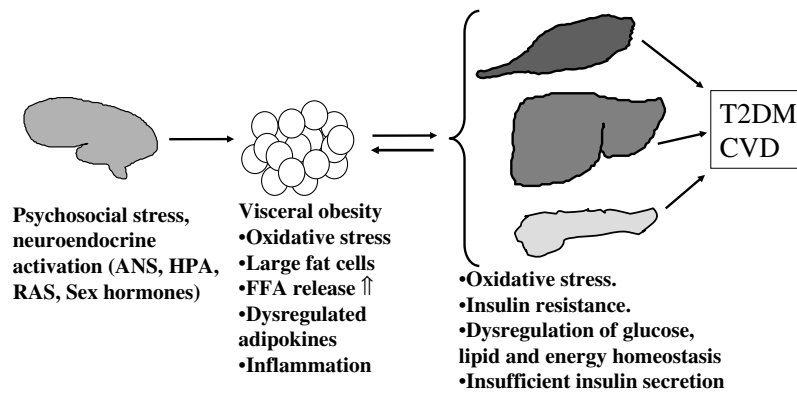 Psychosocial stress,
neuroendocrine
activation (ANS, HPA,
RAS, Sex hormones)
Visceral obesity
•Oxidative stress
•Large fat cells
•FFA release ⇑
•Dysregulated
adipokines
•Inflammation
•Oxidative stress.
•Insulin resistance.
•Dysregulation of glucose,
lipid and energy homeostasis
•Insufficient insulin secretion
T2DM
CVD